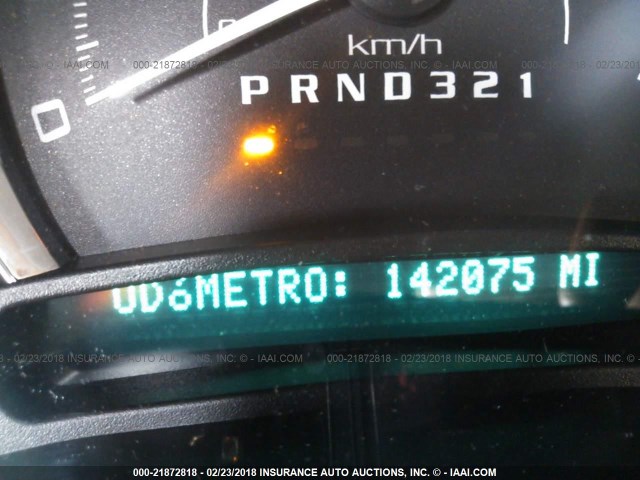 000-21872818 - 02/23/2018 INSURANCE AUTO AUCTIONS, INC. - © IAAI.COM
km/h
PRND321
0
ODóMETRO: 142075 MI
000-21872818 - 02/23/2018 INSURANCE AUTO AUCTIONS, INC. - © IAAI.COM
000-21872818 - 02/23/2018 INSURANCE AUTO AUCTIONS, INC. - © IAAI.COM